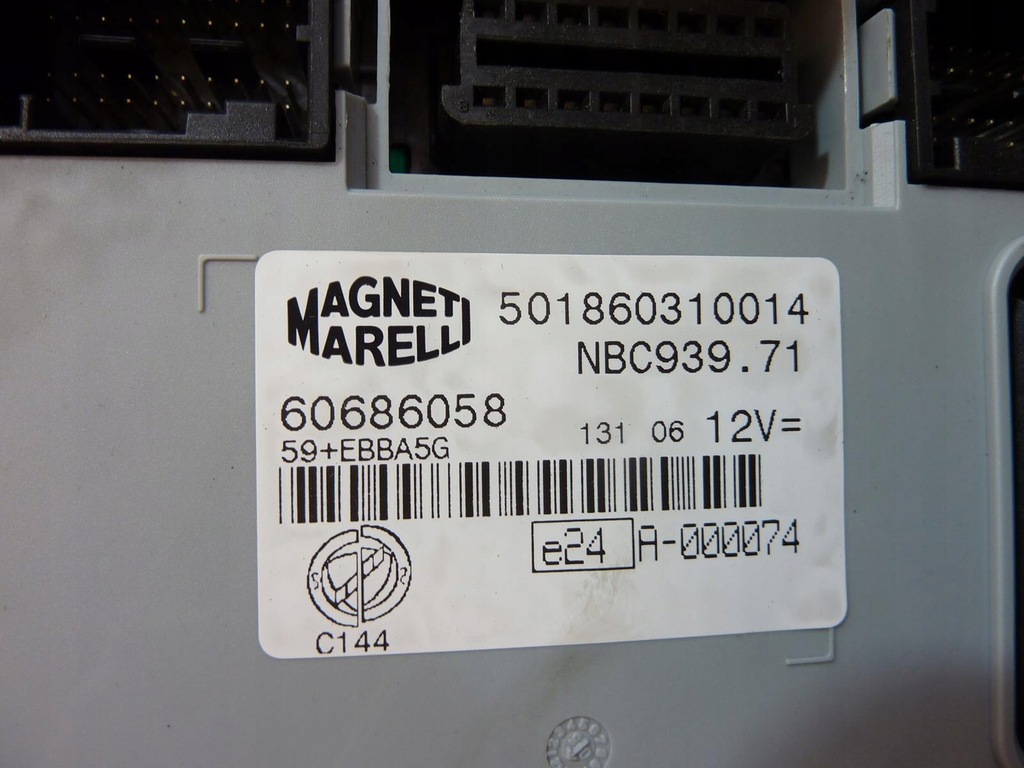 MAGNETI
MARELLI
501860310014
NBC939.71
60686058
59+EBBA5G
131 06 12V=
e24 A-000074
C144